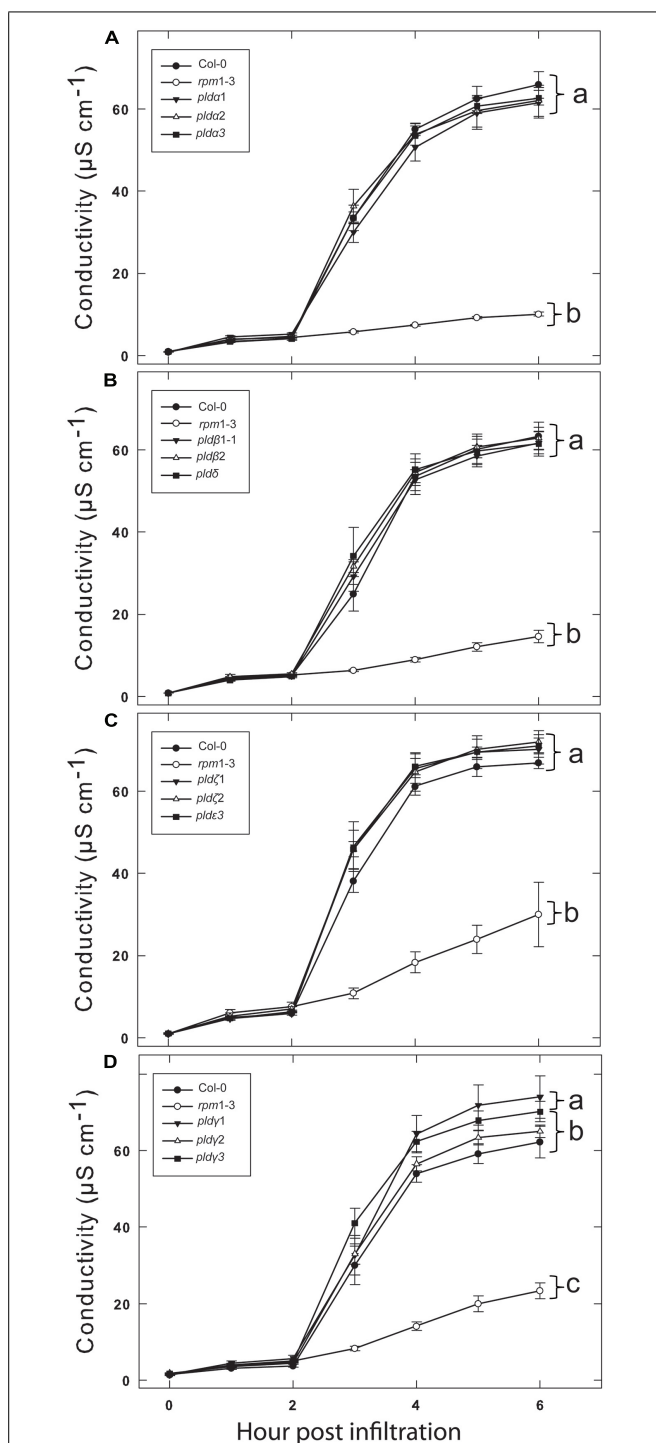 A
Col-0
rpm1-3
pldα1
pldα2
pldα3
Conductivity (µS cm⁻¹)
60
40
20
0
a
b
B
Col-0
rpm1-3
pldβ1-1
pldβ2
pldδ
Conductivity (µS cm⁻¹)
60
40
20
0
a
b
C
Col-0
rpm1-3
pldζ1
pldζ2
pldε3
Conductivity (µS cm⁻¹)
60
40
20
0
a
b
D
Col-0
rpm1-3
pldγ1
pldγ2
pldγ3
Conductivity (µS cm⁻¹)
60
40
20
0
a
b
c
0 2 4 6
Hour post infiltration